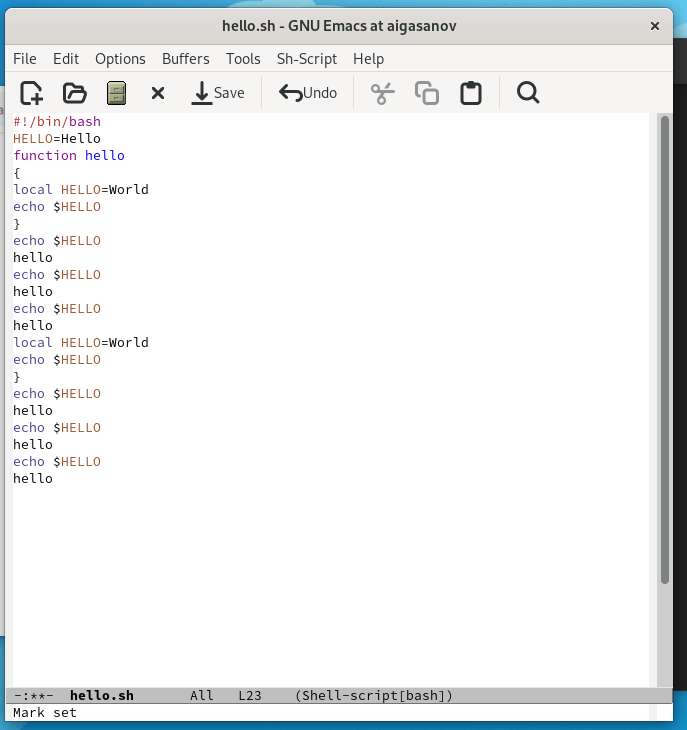 hello.sh - GNU Emacs at aigasanov
File Edit Options Buffers Tools Sh-Script Help
Save Undo
#!/bin/bash
HELLO=Hello
function hello
{
local HELLO=World
echo $HELLO
}
echo $HELLO
hello
echo $HELLO
hello
echo $HELLO
hello
local HELLO=World
echo $HELLO
}
echo $HELLO
hello
echo $HELLO
hello
echo $HELLO
hello
-:**- hello.sh All L23 (Shell-script[bash])
Mark set